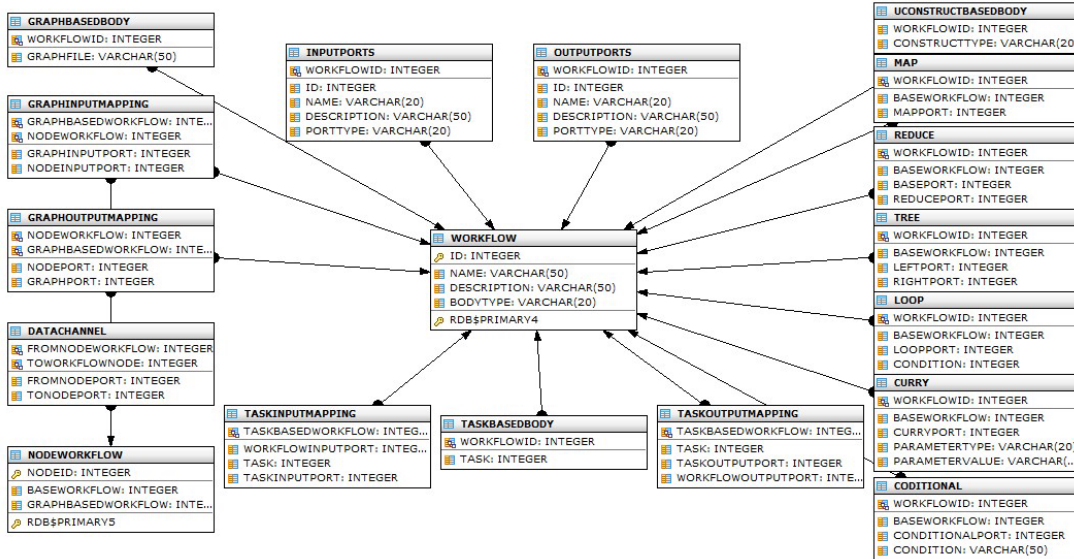 GRAPHBASEDBODY
WORKFLOWID: INTEGER
GRAPHFILE: VARCHAR(50)
GRAPHINPUTMAPPING
GRAPHBASEDWORKFLOW: INTE...
NODEWORKFLOW: INTEGER
GRAPHINPUTPORT: INTEGER
NODEINPUTPORT: INTEGER
GRAPHOUTPUTMAPPING
NODEWORKFLOW: INTEGER
GRAPHBASEDWORKFLOW: INTE...
NODEPORT: INTEGER
GRAPHPORT: INTEGER
DATACHANNEL
FROMNODEWORKFLOW: INTEGER
TOWORKFLOWNODE: INTEGER
FROMNODEPORT: INTEGER
TONODEPORT: INTEGER
NODEWORKFLOW
NODEID: INTEGER
BASEWORKFLOW: INTEGER
GRAPHBASEDWORKFLOW: INTE...
RDB$PRIMARY5
INPUTPORTS
WORKFLOWID: INTEGER
ID: INTEGER
NAME: VARCHAR(20)
DESCRIPTION: VARCHAR(50)
PORTTYPE: VARCHAR(20)
OUTPUTPORTS
WORKFLOWID: INTEGER
ID: INTEGER
NAME: VARCHAR(20)
DESCRIPTION: VARCHAR(50)
PORTTYPE: VARCHAR(20)
WORKFLOW
ID: INTEGER
NAME: VARCHAR(50)
DESCRIPTION: VARCHAR(50)
BODYTYPE: VARCHAR(20)
RDB$PRIMARY4
TASKINPUTMAPPING
TASKBASEDWORKFLOW: INTEG...
WORKFLOWINPUTPORT: INTEG...
TASK: INTEGER
TASKINPUTPORT: INTEGER
TASKBASEDBODY
WORKFLOWID: INTEGER
TASK: INTEGER
TASKOUTPUTMAPPING
TASKBASEDWORKFLOW: INTEG...
TASK: INTEGER
TASKOUTPUTPORT: INTEGER
WORKFLOWOUTPUTPORT: INTE...
UCONSTRUCTBASEDBODY
WORKFLOWID: INTEGER
CONSTRUCTTYPE: VARCHAR(20
MAP
WORKFLOWID: INTEGER
BASEWORKFLOW: INTEGER
MAPPORT: INTEGER
REDUCE
WORKFLOWID: INTEGER
BASEWORKFLOW: INTEGER
BASEPORT: INTEGER
REDUCEPORT: INTEGER
TREE
WORKFLOWID: INTEGER
BASEWORKFLOW: INTEGER
LEFTPORT: INTEGER
RIGHTPORT: INTEGER
LOOP
WORKFLOWID: INTEGER
BASEWORKFLOW: INTEGER
LOOPPORT: INTEGER
CONDITION: INTEGER
CURRY
WORKFLOWID: INTEGER
BASEWORKFLOW: INTEGER
CURRYPORT: INTEGER
PARAMETERTYPE: VARCHAR(20)
PARAMETERVALUE: VARCHAR(...
CODITIONAL
WORKFLOWID: INTEGER
BASEWORKFLOW: INTEGER
CONDITIONALPORT: INTEGER
CONDITION: VARCHAR(50)